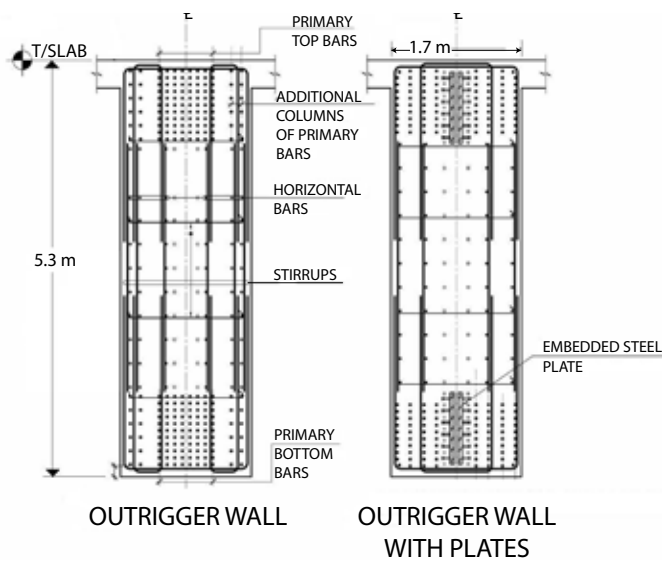 PRIMARY
TOP BARS
T/SLAB
1.7 m
ADDITIONAL
COLUMNS
OF PRIMARY
BARS
HORIZONTAL
BARS
5.3 m
STIRRUPS
EMBEDDED STEEL
PLATE
PRIMARY
BOTTOM
BARS
OUTRIGGER WALL
OUTRIGGER WALL
WITH PLATES